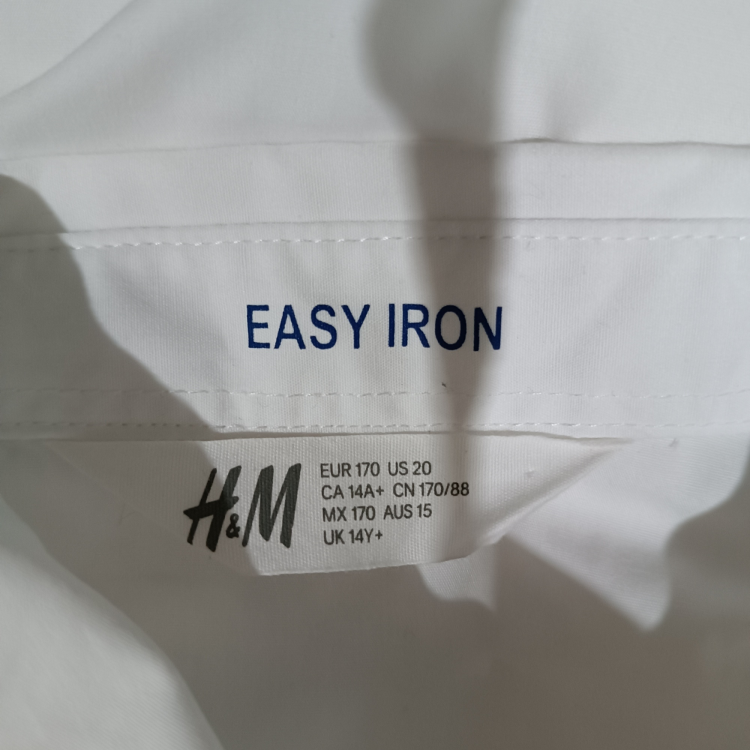 EASY IRON
H&M
EUR 170 US 20
CA 14A+ CN 170/88
MX 170 AUS 15
UK 14Y+